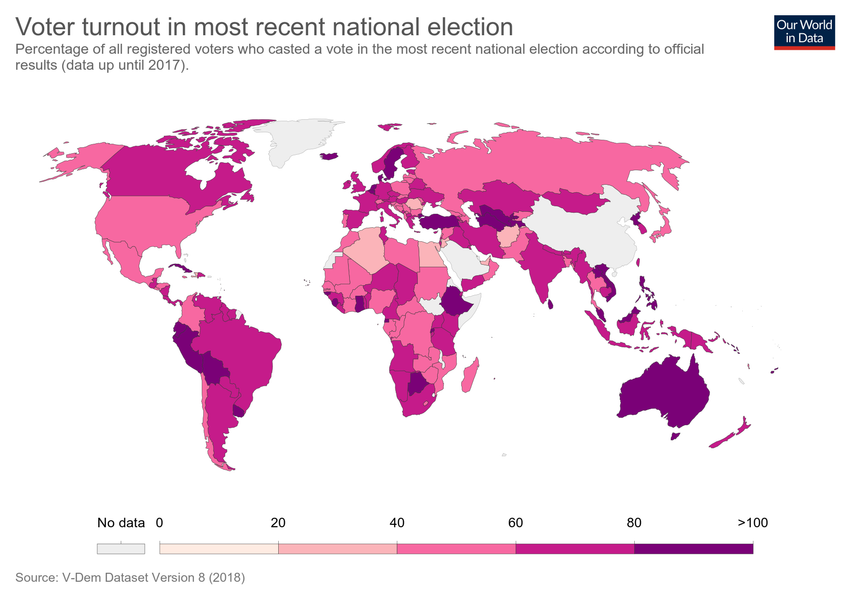 Voter turnout in most recent national election
Our World
in Data
Percentage of all registered voters who casted a vote in the most recent national election according to official
results (data up until 2017).
No data 0 20 40 60 80 >100
Source: V-Dem Dataset Version 8 (2018)